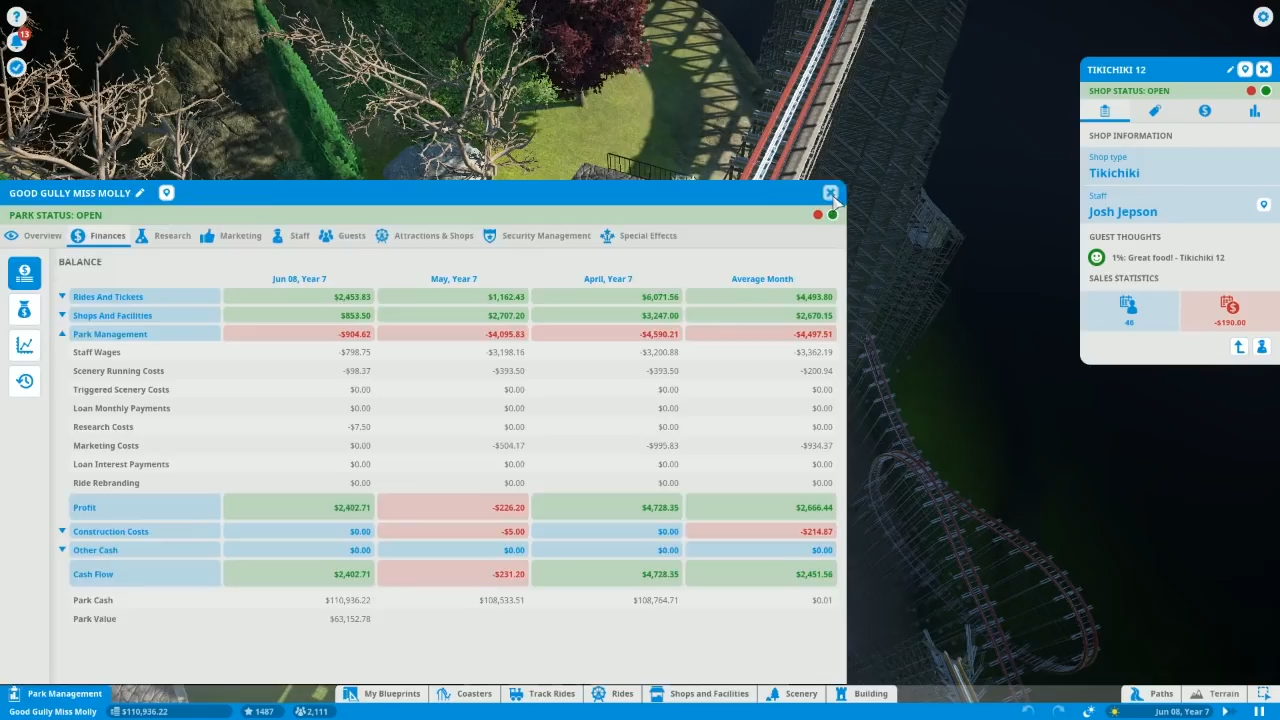 ?
13
TIKICHIKI 12
SHOP STATUS: OPEN
SHOP INFORMATION
Shop type
Tikichiki
Staff
Josh Jepson
GUEST THOUGHTS
1%: Great food! - Tikichiki 12
SALES STATISTICS
46 -$190.00
GOOD GULLY MISS MOLLY
PARK STATUS: OPEN
Overview Finances Research Marketing Staff Guests Attractions & Shops Security Management Special Effects
BALANCE
Jun 08, Year 7 May, Year 7 April, Year 7 Average Month
Rides And Tickets $2,453.83 $1,162.43 $6,071.56 $4,493.80
Shops And Facilities $853.50 $2,707.20 $3,247.00 $2,670.15
Park Management -$904.62 -$4,095.83 -$4,590.21 -$4,497.51
Staff Wages -$798.75 -$3,198.16 -$3,200.88 -$3,362.19
Scenery Running Costs -$98.37 -$393.50 -$393.50 -$200.94
Triggered Scenery Costs $0.00 $0.00 $0.00 $0.00
Loan Monthly Payments $0.00 $0.00 $0.00 $0.00
Research Costs -$7.50 $0.00 $0.00 $0.00
Marketing Costs $0.00 -$504.17 -$995.83 -$934.37
Loan Interest Payments $0.00 $0.00 $0.00 $0.00
Ride Rebranding $0.00 $0.00 $0.00 $0.00
Profit $2,402.71 -$226.20 $4,728.35 $2,666.44
Construction Costs $0.00 -$5.00 $0.00 -$214.87
Other Cash $0.00 $0.00 $0.00 $0.00
Cash Flow $2,402.71 -$231.20 $4,728.35 $2,451.56
Park Cash $110,936.22 $108,533.51 $108,764.71 $0.01
Park Value $63,152.78
Park Management My Blueprints Coasters Track Rides Rides Shops and Facilities Scenery Building Paths Terrain
Good Gully Miss Molly $110,936.22 1487 2,111 Jun 08, Year 7